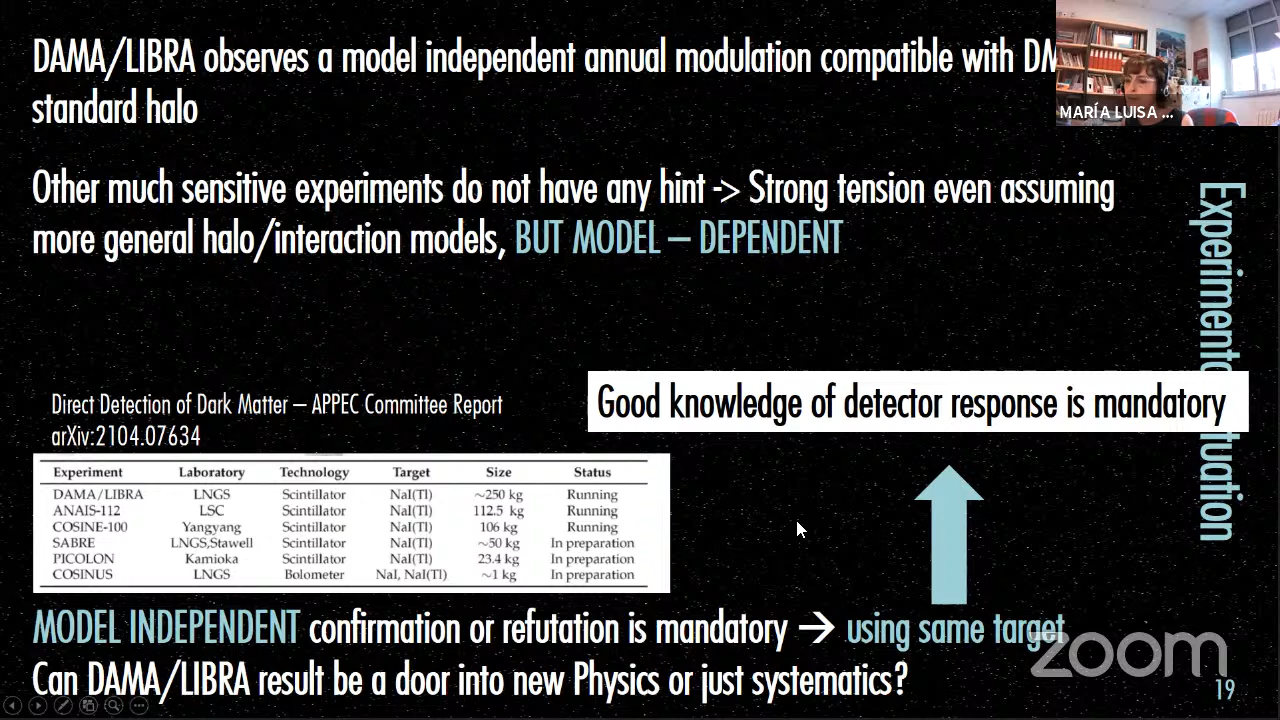 DAMA/LIBRA observes a model independent annual modulation compatible with DM
standard halo
MARÍA LUISA ...
Other much sensitive experiments do not have any hint -> Strong tension even assuming
more general halo/interaction models, BUT MODEL – DEPENDENT
Good knowledge of detector response is mandatory
Direct Detection of Dark Matter – APPEC Committee Report
arXiv:2104.07634
Experiment Laboratory Technology Target Size Status
DAMA/LIBRA LNGS Scintillator NaI(Tl) ~250 kg Running
ANAIS-112 LSC Scintillator NaI(Tl) 112.5 kg Running
COSINE-100 Yangyang Scintillator NaI(Tl) 106 kg Running
SABRE LNGS,Stawell Scintillator NaI(Tl) ~50 kg In preparation
PICOLON Kamioka Scintillator NaI(Tl) 23.4 kg In preparation
COSINUS LNGS Bolometer NaI, NaI(Tl) ~1 kg In preparation
MODEL INDEPENDENT confirmation or refutation is mandatory → using same target
Can DAMA/LIBRA result be a door into new Physics or just systematics?
zoom
19